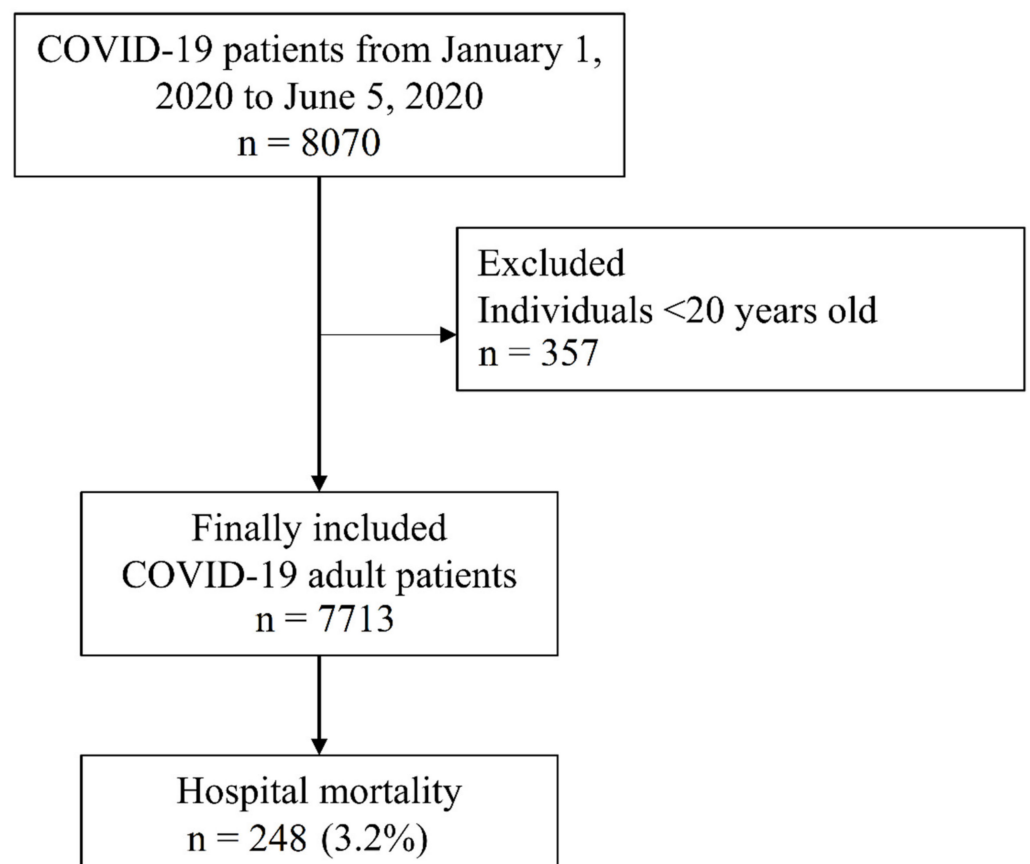 COVID-19 patients from January 1,
2020 to June 5, 2020
n = 8070
Excluded
Individuals <20 years old
n = 357
Finally included
COVID-19 adult patients
n = 7713
Hospital mortality
n = 248 (3.2%)